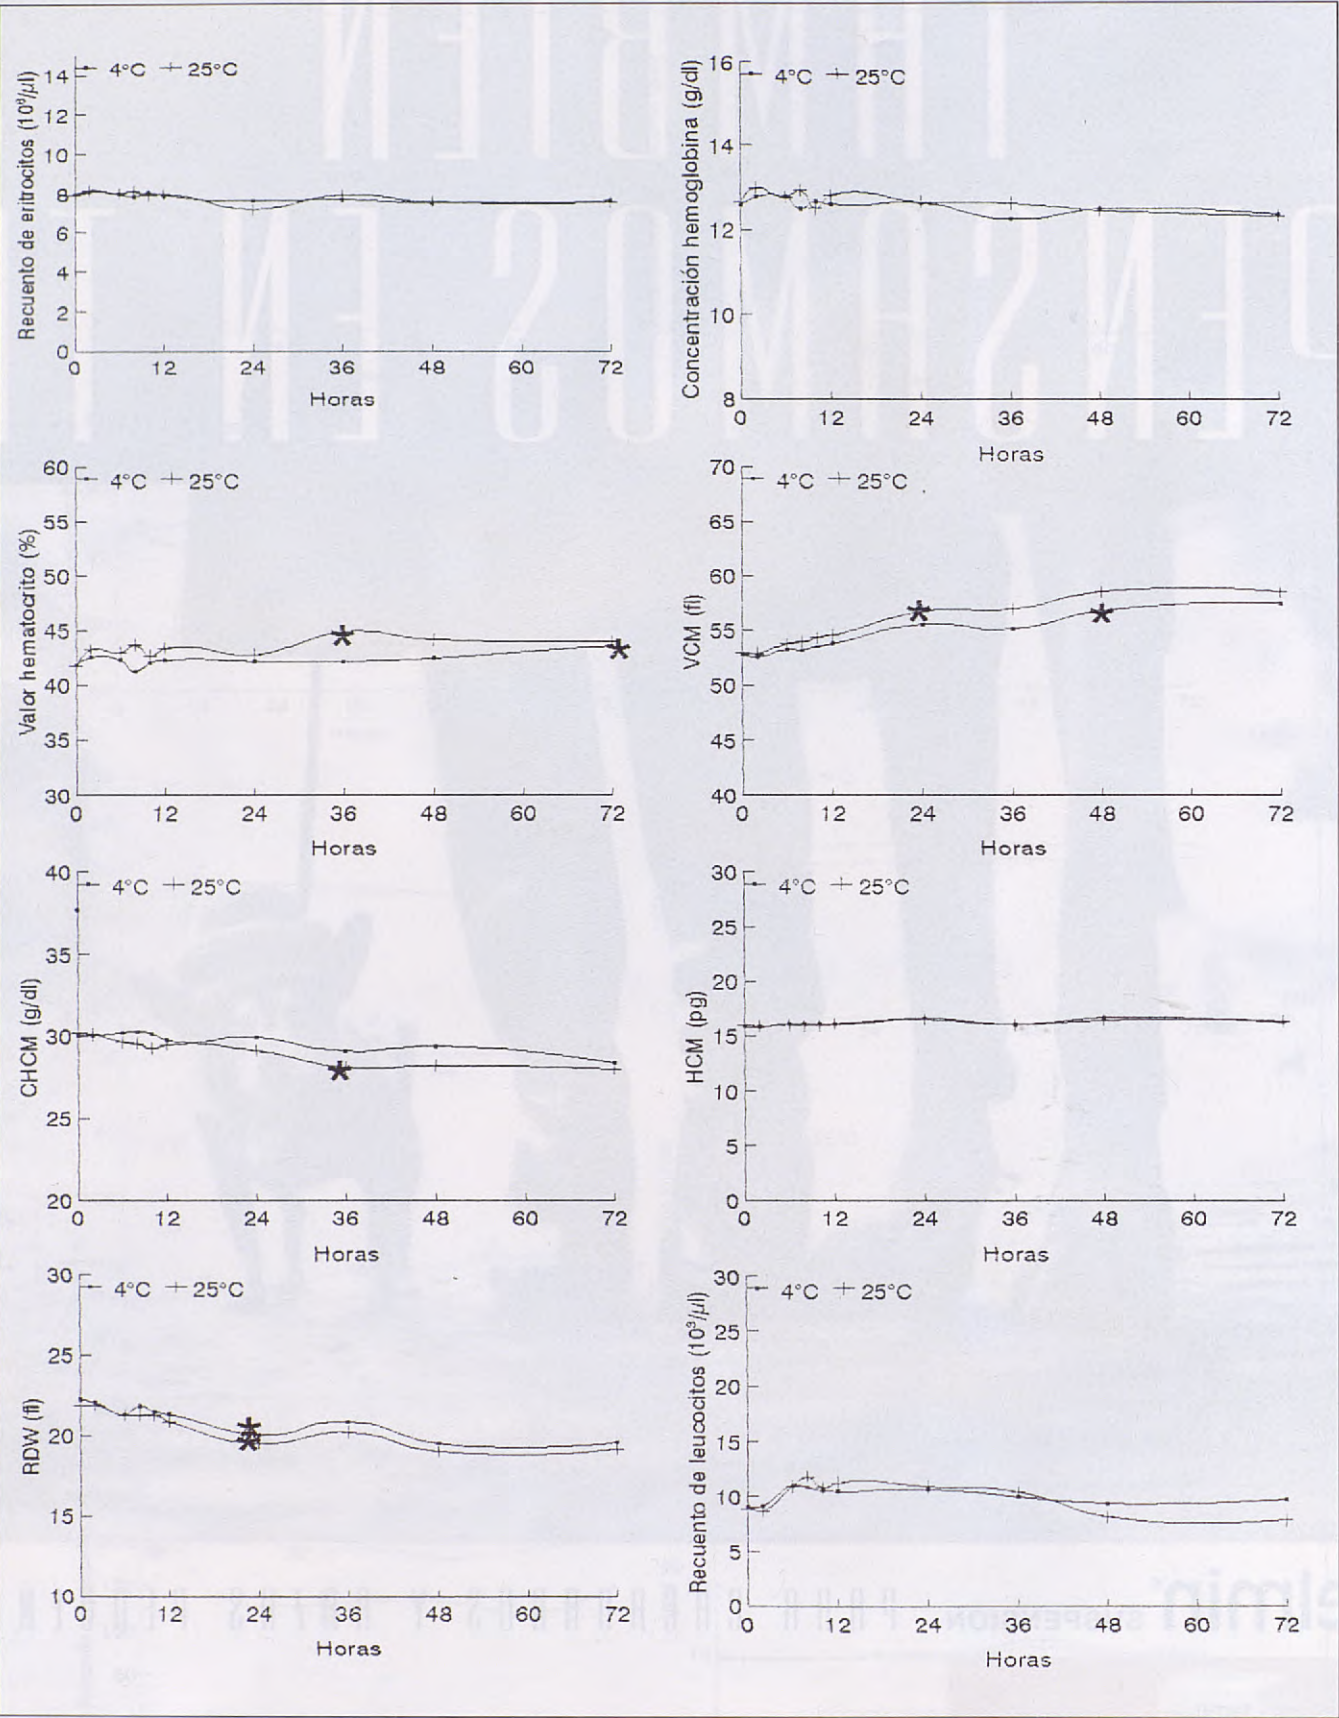 Recuento de eritrocitos (10⁶/µl)
4°C 25°C
14
12
10
8
6
4
2
0
0 12 24 36 48 60 72
Horas
Concentración hemoglobina (g/dl)
4°C 25°C
16
14
12
10
8
0 12 24 36 48 60 72
Horas
Valor hematocrito (%)
4°C 25°C
60
55
50
45
40
35
30
0 12 24 36 48 60 72
Horas
VCM (fl)
4°C 25°C
70
65
60
55
50
45
40
0 12 24 36 48 60 72
Horas
CHCM (g/dl)
4°C 25°C
40
35
30
25
20
0 12 24 36 48 60 72
Horas
HCM (pg)
4°C 25°C
30
25
20
15
10
5
0
0 12 24 36 48 60 72
Horas
RDW (fl)
4°C 25°C
30
25
20
15
10
0 12 24 36 48 60 72
Horas
Recuento de leucocitos (10³/µl)
4°C 25°C
30
25
20
15
10
5
0
0 12 24 36 48 60 72
Horas